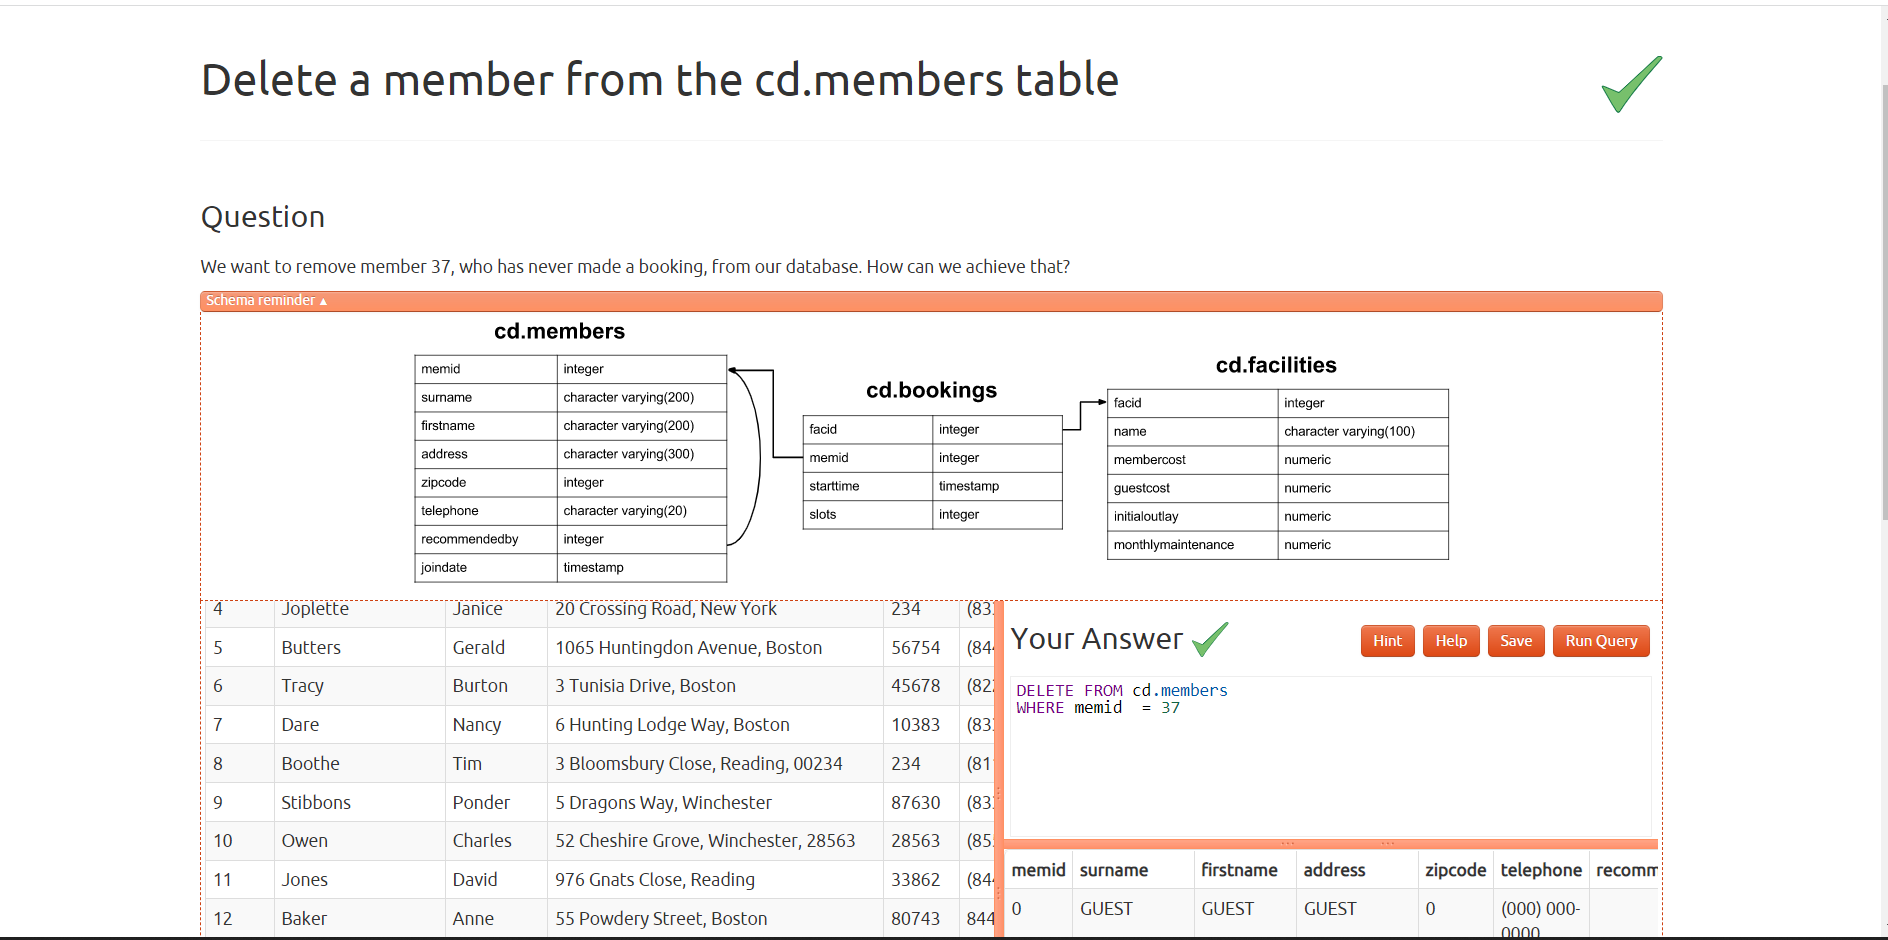 Delete a member from the cd.members table
Question
We want to remove member 37, who has never made a booking, from our database. How can we achieve that?
Schema reminder ▲
cd.members
memid integer
surname character varying(200)
firstname character varying(200)
address character varying(300)
zipcode integer
telephone character varying(20)
recommendedby integer
joindate timestamp
cd.bookings
facid integer
memid integer
starttime timestamp
slots integer
cd.facilities
facid integer
name character varying(100)
membercost numeric
guestcost numeric
initialoutlay numeric
monthlymaintenance numeric
4 Joplette Janice 20 Crossing Road, New York 234 (83
5 Butters Gerald 1065 Huntingdon Avenue, Boston 56754 (84
6 Tracy Burton 3 Tunisia Drive, Boston 45678 (82
7 Dare Nancy 6 Hunting Lodge Way, Boston 10383 (83
8 Boothe Tim 3 Bloomsbury Close, Reading, 00234 234 (81
9 Stibbons Ponder 5 Dragons Way, Winchester 87630 (83
10 Owen Charles 52 Cheshire Grove, Winchester, 28563 28563 (85
11 Jones David 976 Gnats Close, Reading 33862 (84
12 Baker Anne 55 Powdery Street, Boston 80743 844
Your Answer
Hint Help Save Run Query
DELETE FROM cd.members
WHERE memid  = 37
memid surname firstname address zipcode telephone recomm
0 GUEST GUEST GUEST 0 (000) 000-
0000